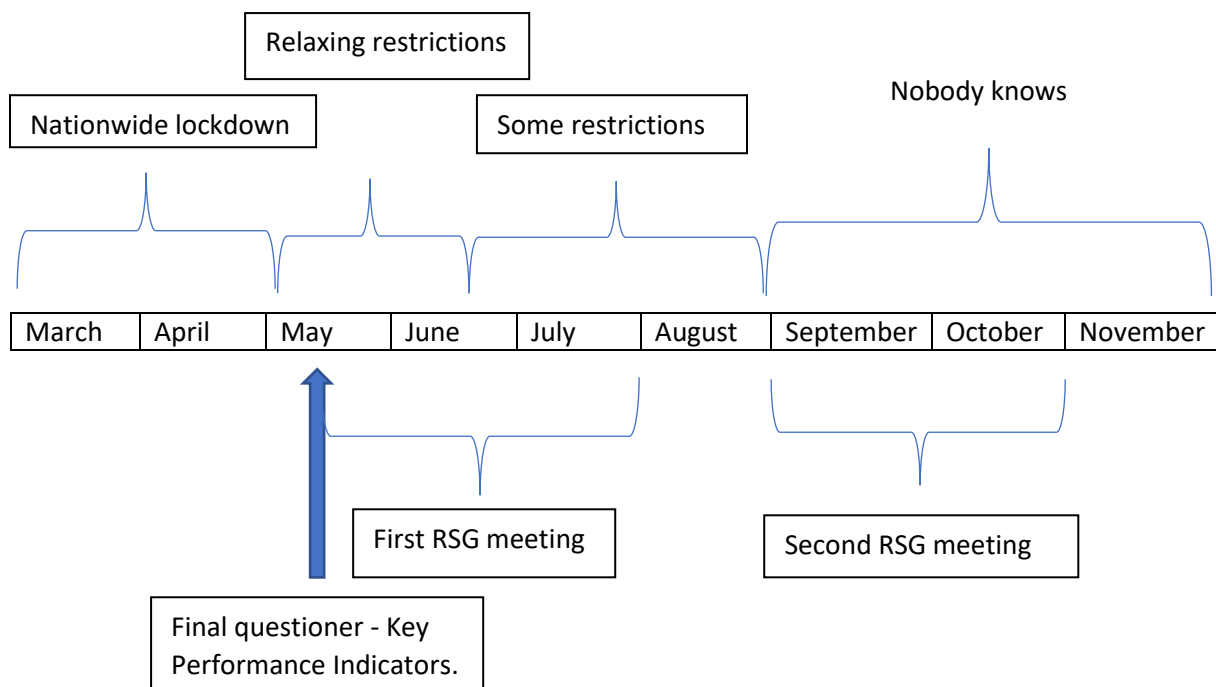 Relaxing restrictions
Nobody knows
Nationwide lockdown
Some restrictions
March April May June July August September October November
First RSG meeting
Second RSG meeting
Final questioner - Key
Performance Indicators.